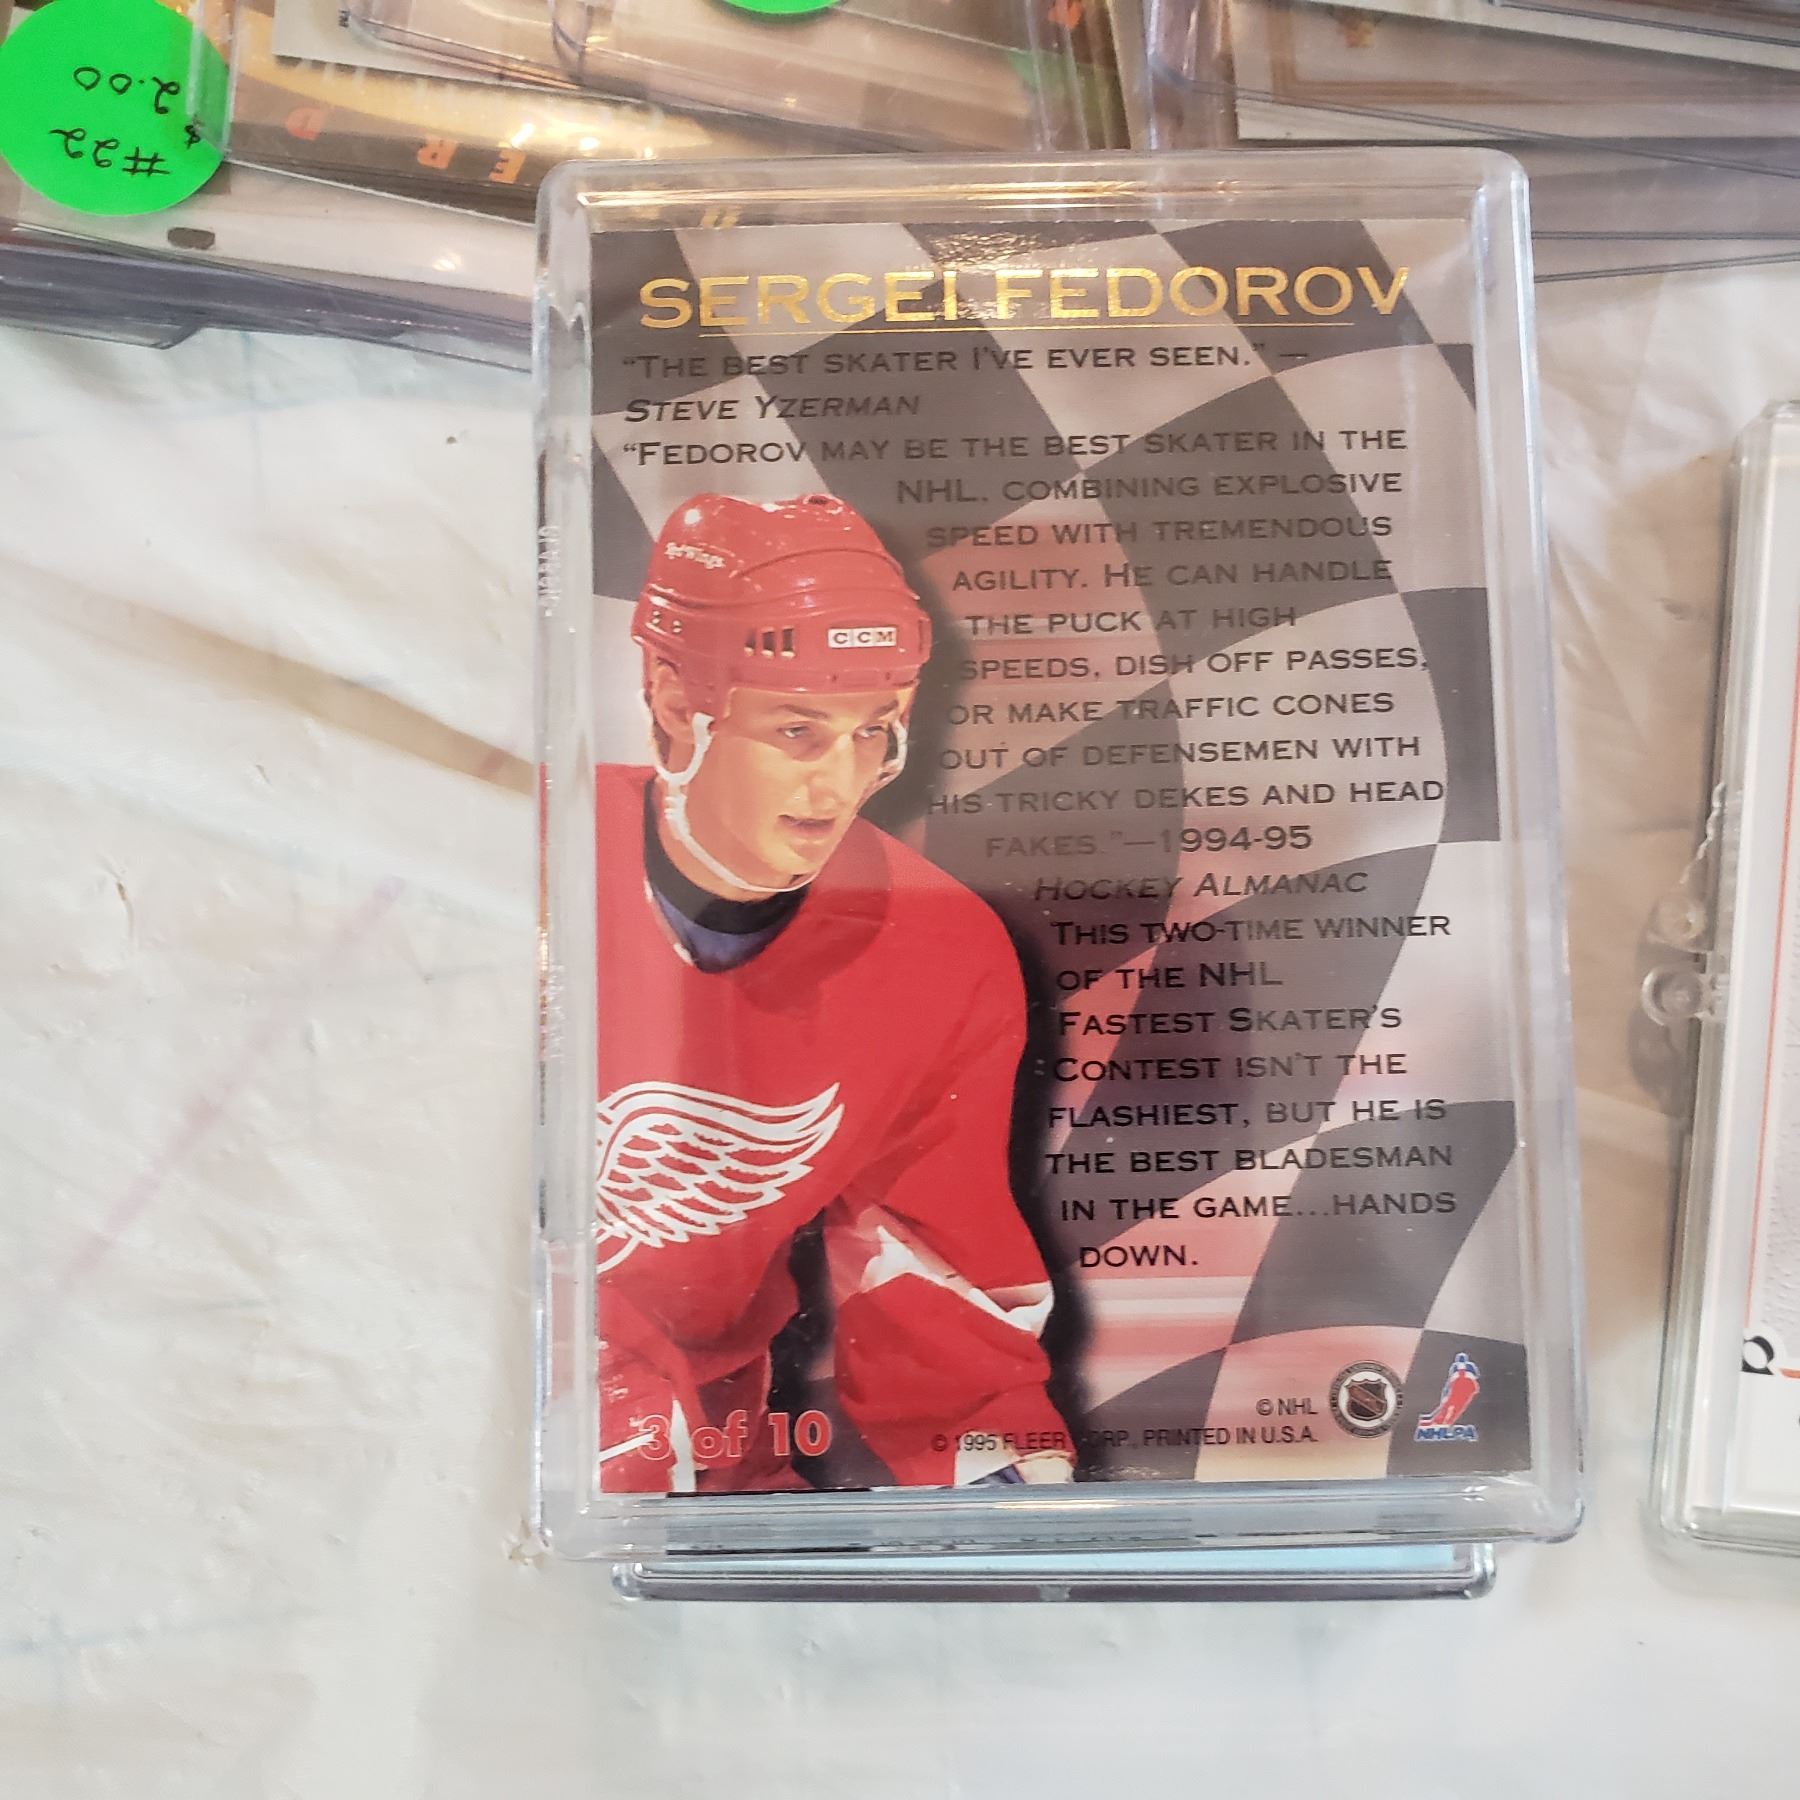 #22
$2.00
SERGEI FEDOROV
“THE BEST SKATER I’VE EVER SEEN.” —
STEVE YZERMAN
“FEDOROV MAY BE THE BEST SKATER IN THE
NHL, COMBINING EXPLOSIVE
SPEED WITH TREMENDOUS
AGILITY. HE CAN HANDLE
THE PUCK AT HIGH
SPEEDS, DISH OFF PASSES,
OR MAKE TRAFFIC CONES
OUT OF DEFENSEMEN WITH
HIS TRICKY DEKES AND HEAD
FAKES.”—1994-95
HOCKEY ALMANAC
THIS TWO-TIME WINNER
OF THE NHL
FASTEST SKATER’S
CONTEST ISN’T THE
FLASHIEST, BUT HE IS
THE BEST BLADESMAN
IN THE GAME...HANDS
DOWN.
Red Wings
CCM
3 of 10
© NHL
© 1995 FLEER CORP., PRINTED IN U.S.A.
NHLPA